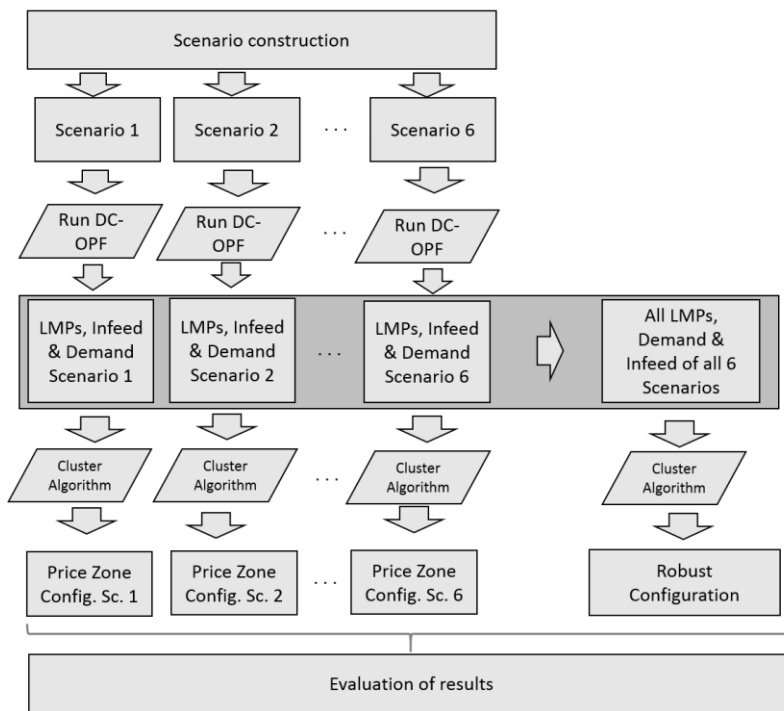 Scenario construction
Scenario 1
Scenario 2
. . .
Scenario 6
Run DC-
OPF
Run DC-
OPF
. . .
Run DC-
OPF
LMPs, Infeed
& Demand
Scenario 1
LMPs, Infeed
& Demand
Scenario 2
. . .
LMPs, Infeed
& Demand
Scenario 6
All LMPs,
Demand &
Infeed of all 6
Scenarios
Cluster
Algorithm
Cluster
Algorithm
. . .
Cluster
Algorithm
Cluster
Algorithm
Price Zone
Config. Sc. 1
Price Zone
Config. Sc. 2
. . .
Price Zone
Config. Sc. 6
Robust
Configuration
Evaluation of results